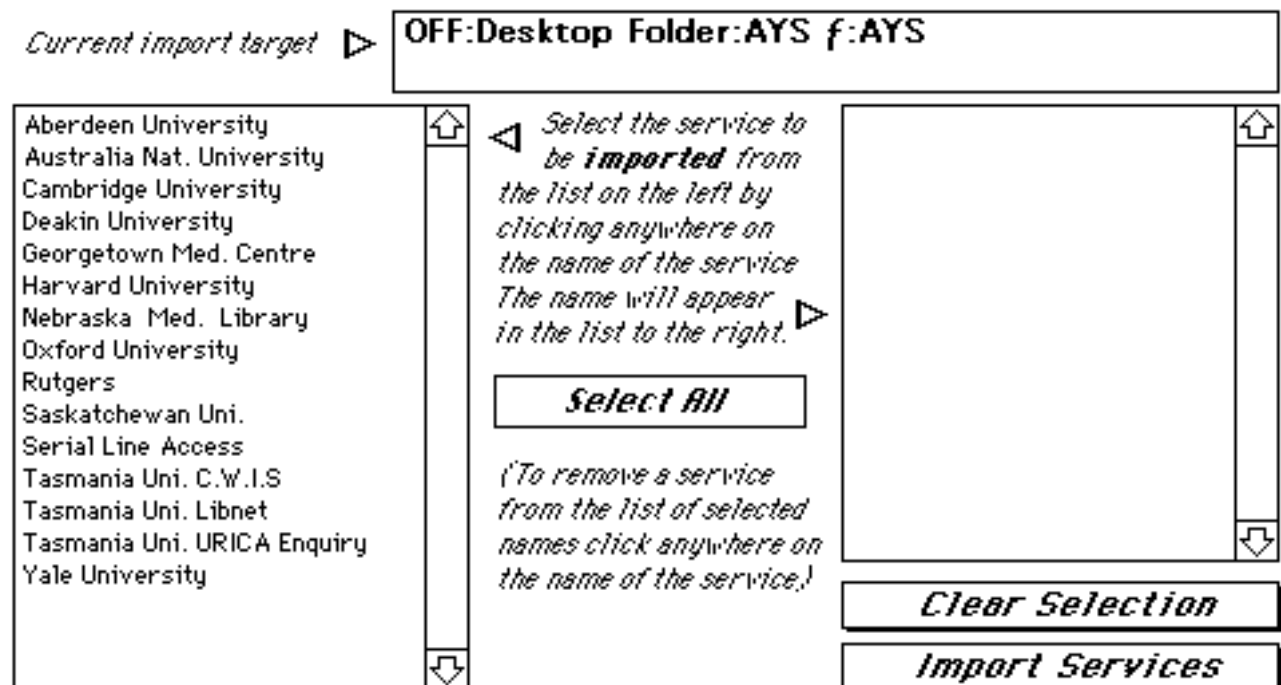 Current import target
OFF:Desktop Folder:AYS ƒ:AYS
Aberdeen University
Australia Nat. University
Cambridge University
Deakin University
Georgetown Med. Centre
Harvard University
Nebraska  Med.  Library
Oxford University
Rutgers
Saskatchewan Uni.
Serial Line Access
Tasmania Uni. C.W.I.S
Tasmania Uni. Libnet
Tasmania Uni. URICA Enquiry
Yale University
Select the service to
be imported from
the list on the left by
clicking anywhere on
the name of the service
The name will appear
in the list to the right.
Select All
(To remove a service
from the list of selected
names click anywhere on
the name of the service.)
Clear Selection
Import Services